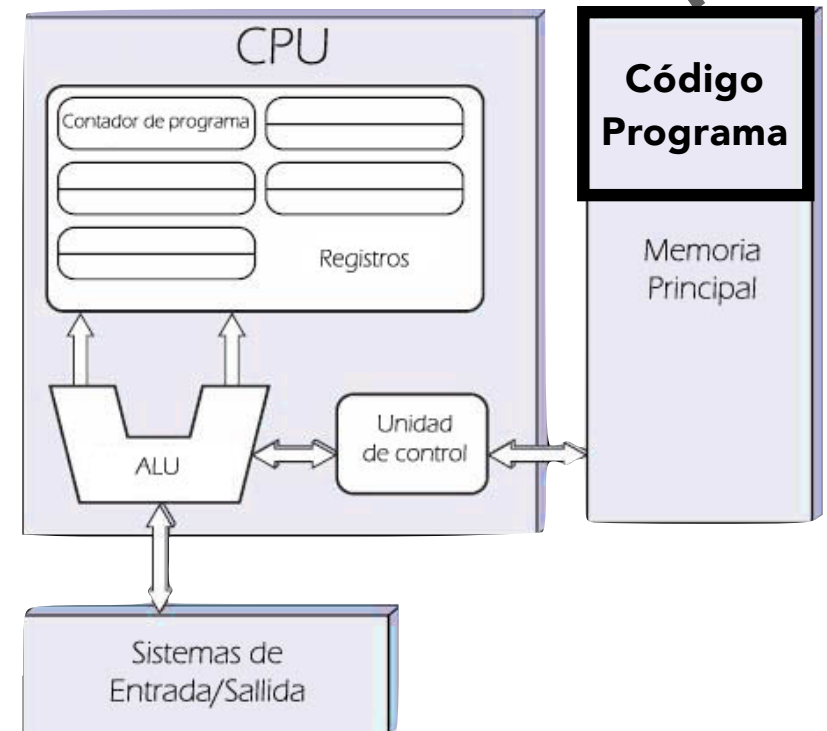 CPU
Contador de programa
Registros
ALU
Unidad
de control
Código
Programa
Memoria
Principal
Sistemas de
Entrada/Sallida